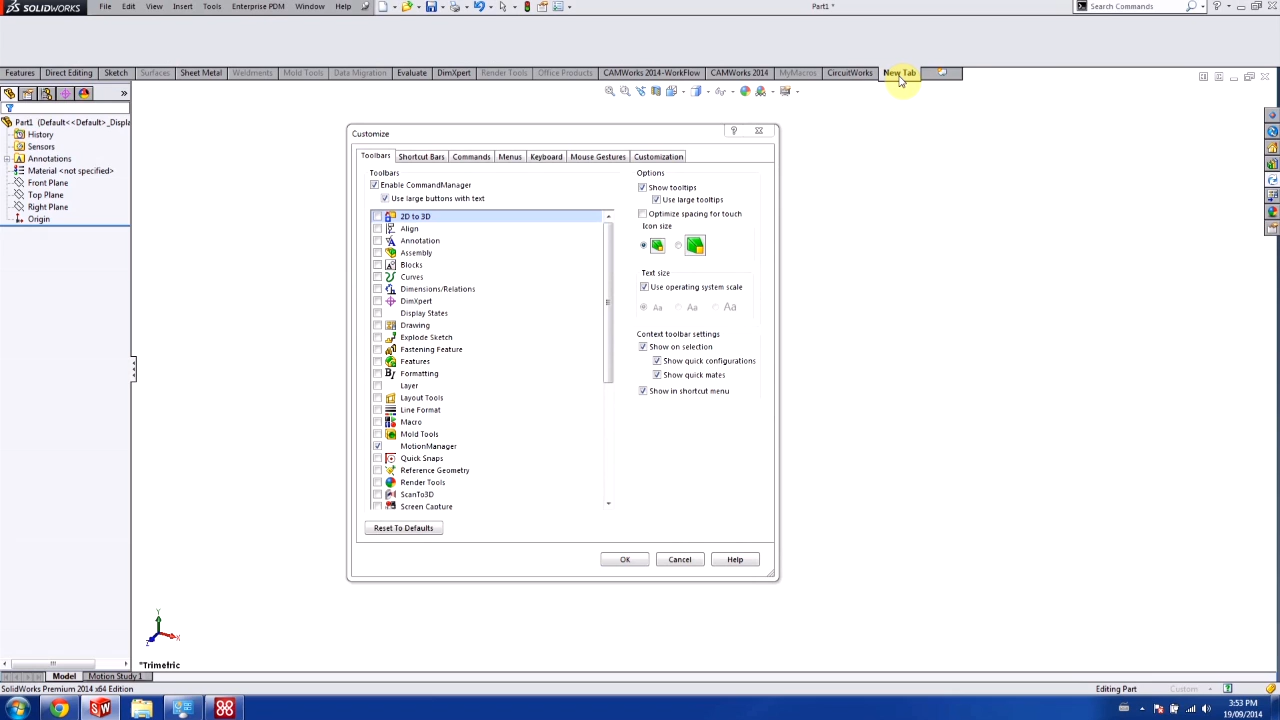 SOLIDWORKS File Edit View Insert Tools Enterprise PDM Window Help Part1 * Search Commands
Features Direct Editing Sketch Surfaces Sheet Metal Weldments Mold Tools Data Migration Evaluate DimXpert Render Tools Office Products CAMWorks 2014-WorkFlow CAMWorks 2014 MyMacros CircuitWorks New Tab
Part1 (Default<<Default>_Displa
History
Sensors
Annotations
Material <not specified>
Front Plane
Top Plane
Right Plane
Origin
Customize
Toolbars Shortcut Bars Commands Menus Keyboard Mouse Gestures Customization
Toolbars
Enable CommandManager
Use large buttons with text
2D to 3D
Align
Annotation
Assembly
Blocks
Curves
Dimensions/Relations
DimXpert
Display States
Drawing
Explode Sketch
Fastening Feature
Features
Formatting
Layer
Layout Tools
Line Format
Macro
Mold Tools
MotionManager
Quick Snaps
Reference Geometry
Render Tools
ScanTo3D
Screen Capture
Reset To Defaults
Options
Show tooltips
Use large tooltips
Optimize spacing for touch
Icon size
Text size
Use operating system scale
Aa Aa Aa
Context toolbar settings
Show on selection
Show quick configurations
Show quick mates
Show in shortcut menu
OK Cancel Help
Y
X
Z
*Trimetric
Model Motion Study 1
SolidWorks Premium 2014 x64 Edition Editing Part Custom
3:53 PM
19/09/2014